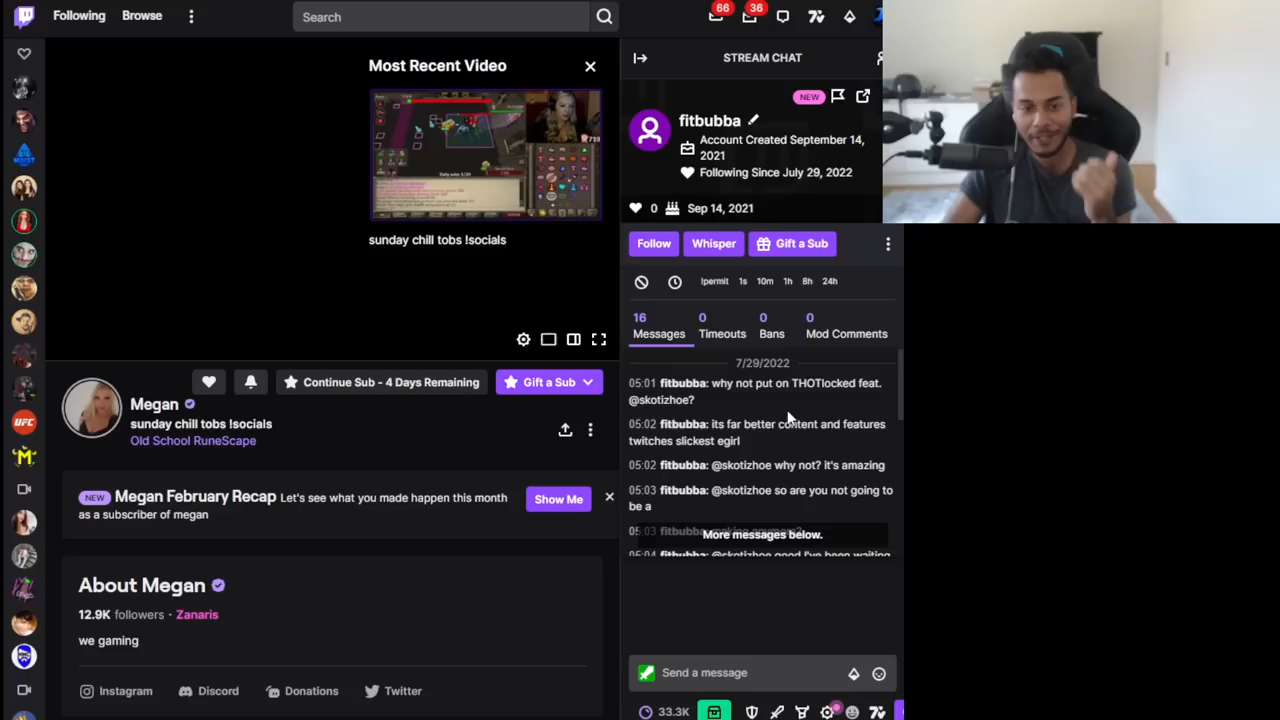 Following
Browse
Search
66
36
Most Recent Video
sunday chill tobs !socials
STREAM CHAT
NEW
fitbubba
Account Created September 14,
2021
Following Since July 29, 2022
0
Sep 14, 2021
Follow
Whisper
Gift a Sub
!permit 1s 10m 1h 8h 24h
16
0
0
0
Messages
Timeouts
Bans
Mod Comments
7/29/2022
05:01 fitbubba: why not put on THOTlocked feat.
@skotizhoe?
05:02 fitbubba: its far better content and features
twitches slickest egirl
05:02 fitbubba: @skotizhoe why not? it's amazing
05:03 fitbubba: @skotizhoe so are you not going to
be a
05:03 fitbubba: making anymore?
More messages below.
05:04 fitbubba: @skotizhoe good I've been waiting
Send a message
33.3K
Continue Sub - 4 Days Remaining
Gift a Sub
Megan
sunday chill tobs !socials
Old School RuneScape
NEW
Megan February Recap Let's see what you made happen this month
as a subscriber of megan
Show Me
About Megan
12.9K followers · Zanaris
we gaming
Instagram
Discord
Donations
Twitter
UFC